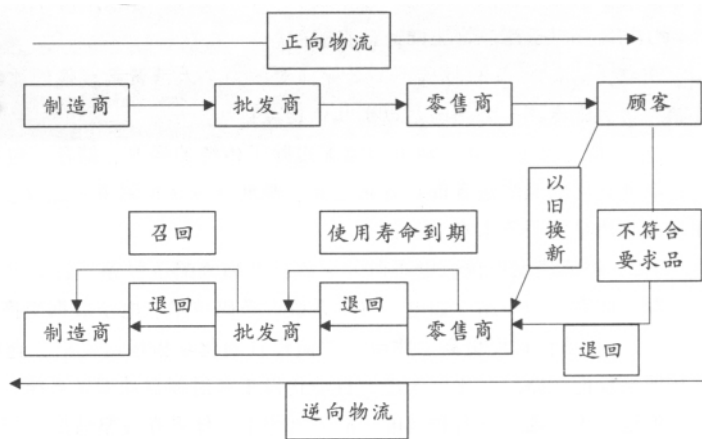 正向物流
制造商
批发商
零售商
顾客
以
旧
换
新
不符合
要求品
召回
使用寿命到期
退回
退回
制造商
批发商
零售商
退回
逆向物流